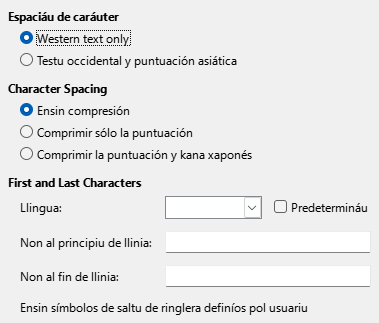 Espaciáu de caráuter
Western text only
Testu occidental y puntuación asiática
Character Spacing
Ensin compresión
Comprimir sólo la puntuación
Comprimir la puntuación y kana xaponés
First and Last Characters
Llingua:
Predetermináu
Non al principiu de llinia:
Non al fin de llinia:
Ensin símbolos de saltu de ringlera definíos pol usuariu